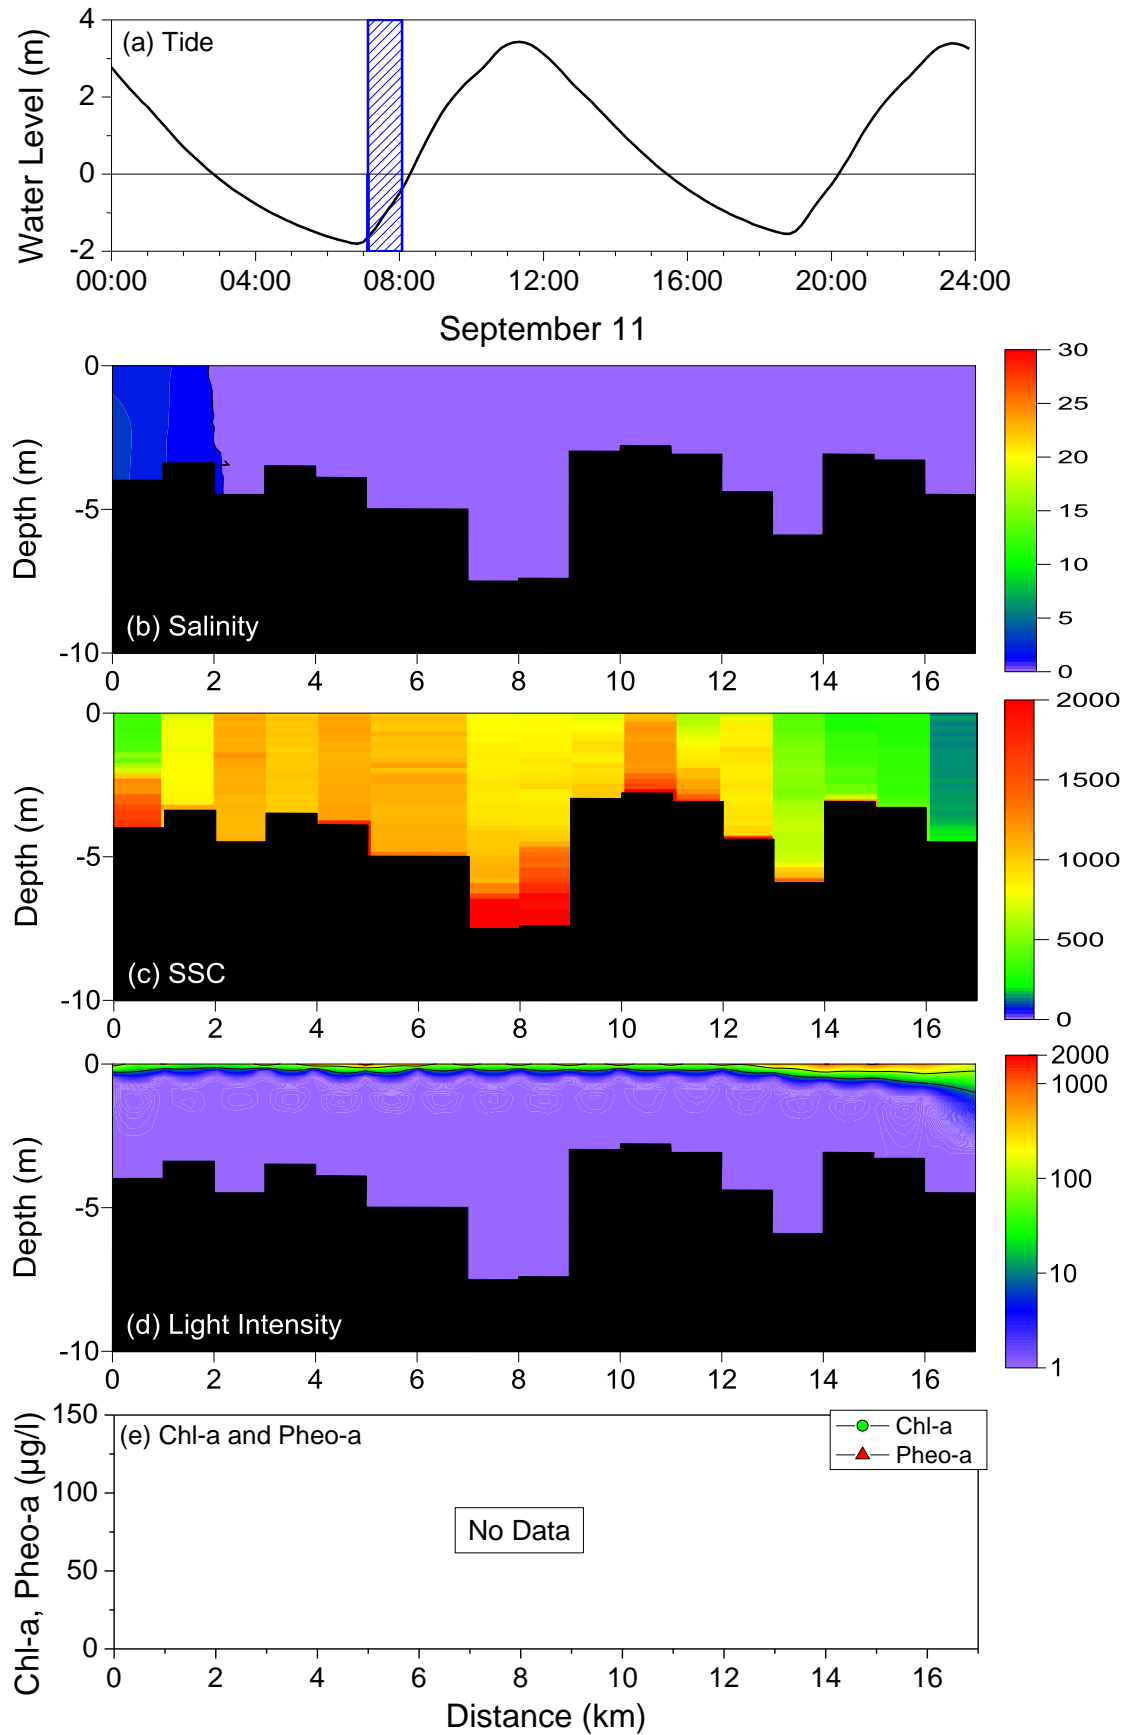 (a) Tide
Water Level (m)
4
2
0
-2
00:00 04:00 08:00 12:00 16:00 20:00 24:00
September 11
Depth (m)
0
-5
-10
(b) Salinity
0 2 4 6 8 10 12 14 16
30
25
20
15
10
5
0
Depth (m)
0
-5
-10
(c) SSC
0 2 4 6 8 10 12 14 16
2000
1500
1000
500
0
Depth (m)
0
-5
-10
(d) Light Intensity
0 2 4 6 8 10 12 14 16
2000
1000
100
10
1
Chl-a, Pheo-a (µg/l)
150
100
50
0
(e) Chl-a and Pheo-a
Chl-a
Pheo-a
No Data
0 2 4 6 8 10 12 14 16
Distance (km)